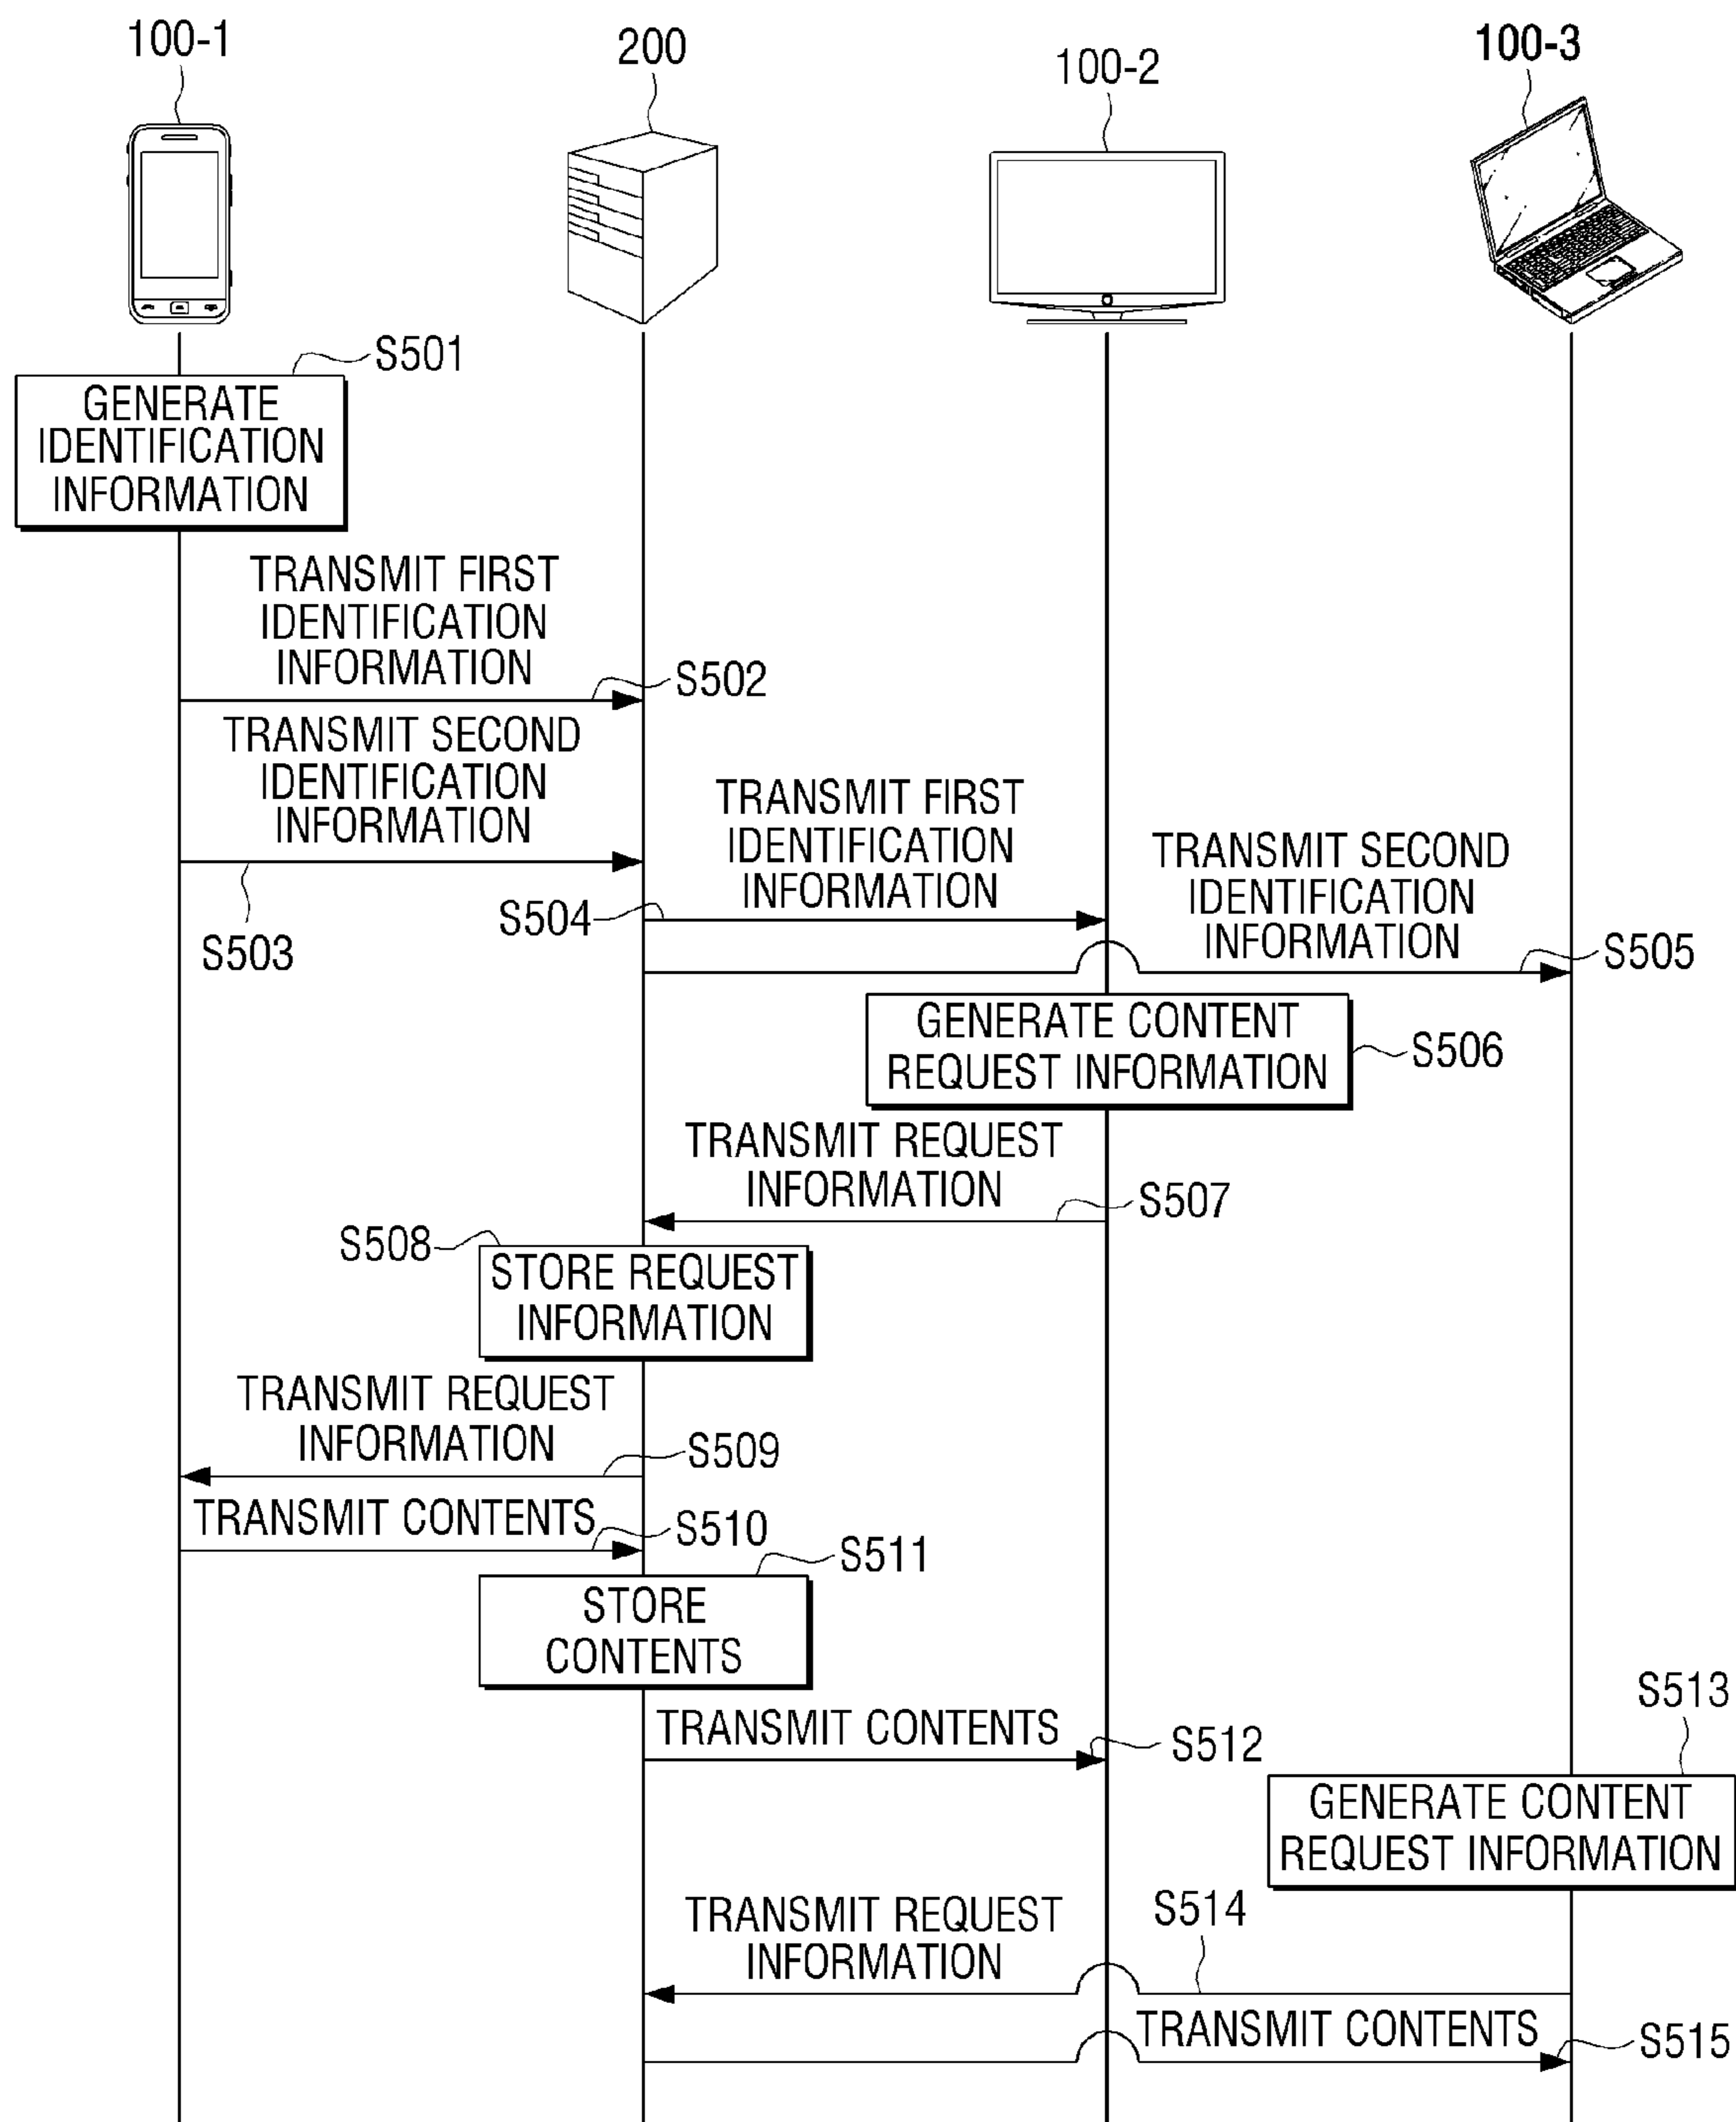 100-1
200
100-2
100-3
S501
GENERATE
IDENTIFICATION
INFORMATION
TRANSMIT FIRST
IDENTIFICATION
INFORMATION
S502
TRANSMIT SECOND
IDENTIFICATION
INFORMATION
S503
TRANSMIT FIRST
IDENTIFICATION
INFORMATION
S504
TRANSMIT SECOND
IDENTIFICATION
INFORMATION
S505
GENERATE CONTENT
REQUEST INFORMATION
S506
TRANSMIT REQUEST
INFORMATION
S507
S508
STORE REQUEST
INFORMATION
TRANSMIT REQUEST
INFORMATION
S509
TRANSMIT CONTENTS
S510
S511
STORE
CONTENTS
TRANSMIT CONTENTS
S512
S513
GENERATE CONTENT
REQUEST INFORMATION
TRANSMIT REQUEST
INFORMATION
S514
TRANSMIT CONTENTS
S515